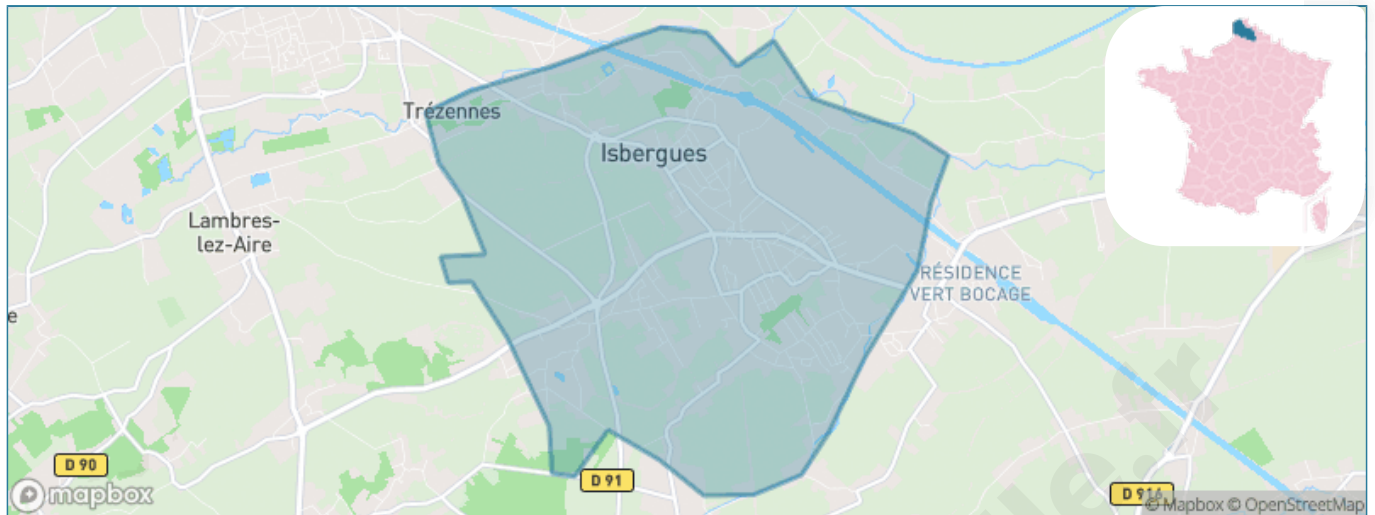 Trézennes
Isbergues
Lambres-
lez-Aire
RÉSIDENCE
VERT BOCAGE
e
D 90
D 91
D 916
mapbox
© Mapbox © OpenStreetMap